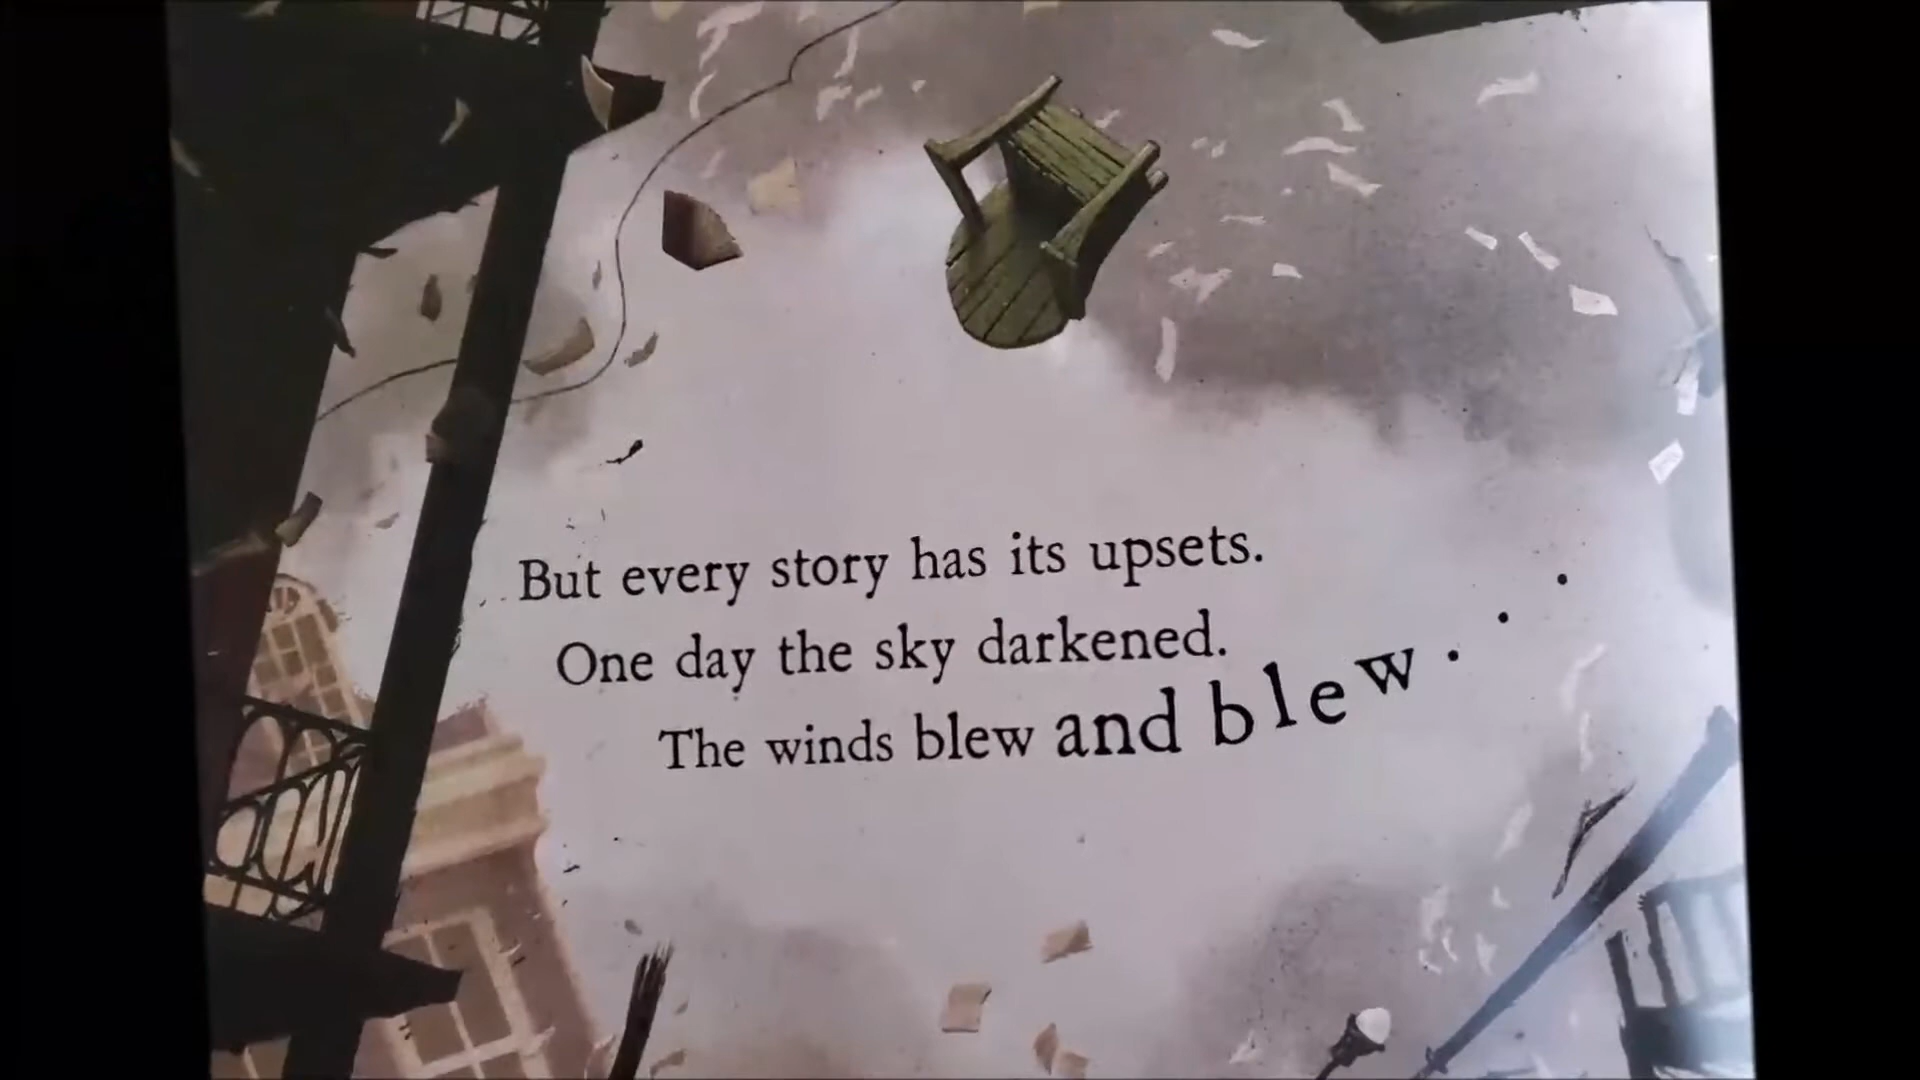 But every story has its upsets.
One day the sky darkened.
The winds blew and blew...